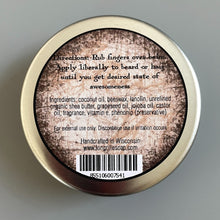 Directions: Rub fingers over balm
Apply liberally to beard or hair
until you get desired state of
awesomeness
Ingredients: coconut oil, beeswax, lanolin, unrefined
organic shea butter, grapeseed oil, jojoba oil, castor
oil, fragrance, vitamin e, phenonip (preservative)
For external use only. Discontinue use if irritation occurs.
Handcrafted in Wisconsin
855106007541